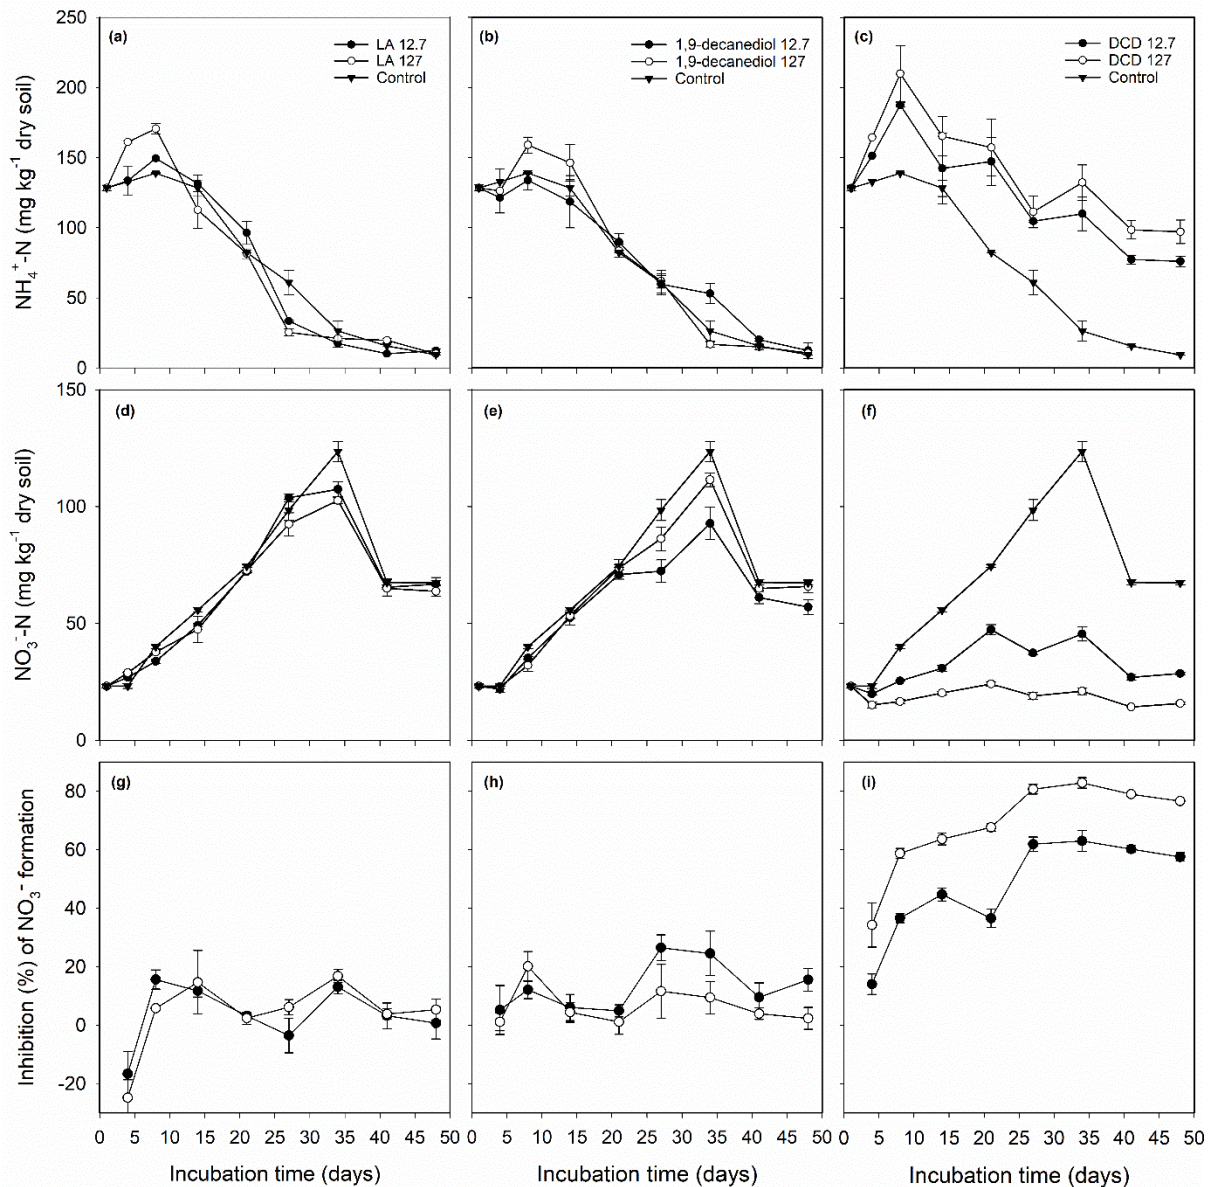 (a)
LA 12.7
LA 127
Control
(b)
1,9-decanediol 12.7
1,9-decanediol 127
Control
(c)
DCD 12.7
DCD 127
Control
NH₄⁺-N (mg kg⁻¹ dry soil)
250
200
150
100
50
0
(d)
(e)
(f)
NO₃⁻-N (mg kg⁻¹ dry soil)
150
100
50
0
(g)
(h)
(i)
Inhibition (%) of NO₃⁻ formation
80
60
40
20
0
-20
0 5 10 15 20 25 30 35 40 45 50
0 5 10 15 20 25 30 35 40 45 50
0 5 10 15 20 25 30 35 40 45 50
Incubation time (days)
Incubation time (days)
Incubation time (days)